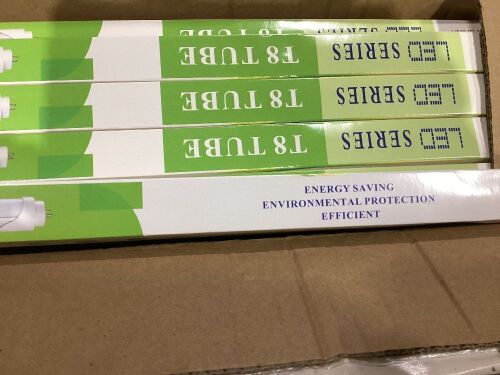 LED SERIES T8 TUBE
LED SERIES T8 TUBE
LED SERIES T8 TUBE
ENERGY SAVING
ENVIRONMENTAL PROTECTION
EFFICIENT